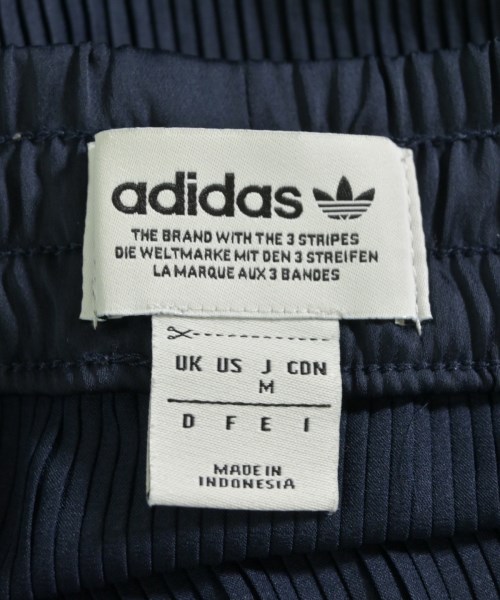 adidas
THE BRAND WITH THE 3 STRIPES
DIE WELTMARKE MIT DEN 3 STREIFEN
LA MARQUE AUX 3 BANDES
UK US J CDN
M
D F E I
MADE IN
INDONESIA